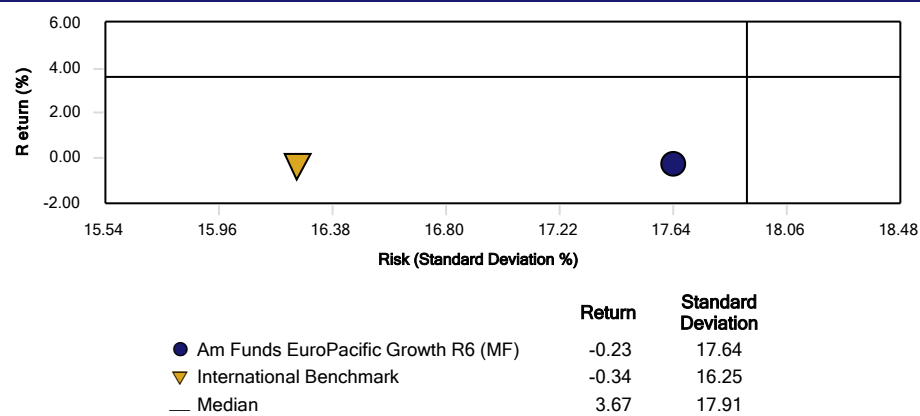 6.00
4.00
2.00
0.00
-2.00
Return (%)
15.54 15.96 16.38 16.80 17.22 17.64 18.06 18.48
Risk (Standard Deviation %)
Return Standard Deviation
Am Funds EuroPacific Growth R6 (MF) -0.23 17.64
International Benchmark -0.34 16.25
Median 3.67 17.91